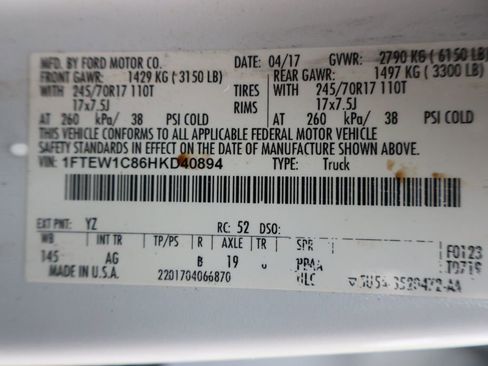 MFD. BY FORD MOTOR CO. DATE: 04/17 GVWR: 2790 KG ( 6150 LB)
FRONT GAWR: 1429 KG ( 3150 LB) REAR GAWR: 1497 KG ( 3300 LB)
WITH 245/70R17 110T TIRES WITH 245/70R17 110T
17x7.5J RIMS 17x7.5J
AT 260 kPa/ 38 PSI COLD AT 260 kPa/ 38 PSI COLD
THIS VEHICLE CONFORMS TO ALL APPLICABLE FEDERAL MOTOR VEHICLE
SAFETY STANDARDS IN EFFECT ON THE DATE OF MANUFACTURE SHOWN ABOVE.
VIN: 1FTEW1C86HKD40894 TYPE: Truck
EXT PNT: YZ RC: 52 DSO:
WB INT TR TP/PS R AXLE TR SPR
145 AG B 19
MADE IN U.S.A. 2201704066870
F0123
T0719